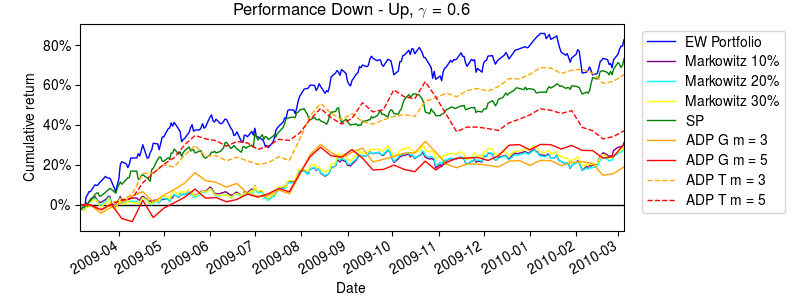 Performance Down - Up, γ = 0.6
Cumulative return
80%
60%
40%
20%
0%
2009-04
2009-05
2009-06
2009-07
2009-08
2009-09
2009-10
2009-11
2009-12
2010-01
2010-02
2010-03
Date
EW Portfolio
Markowitz 10%
Markowitz 20%
Markowitz 30%
SP
ADP G m = 3
ADP G m = 5
ADP T m = 3
ADP T m = 5